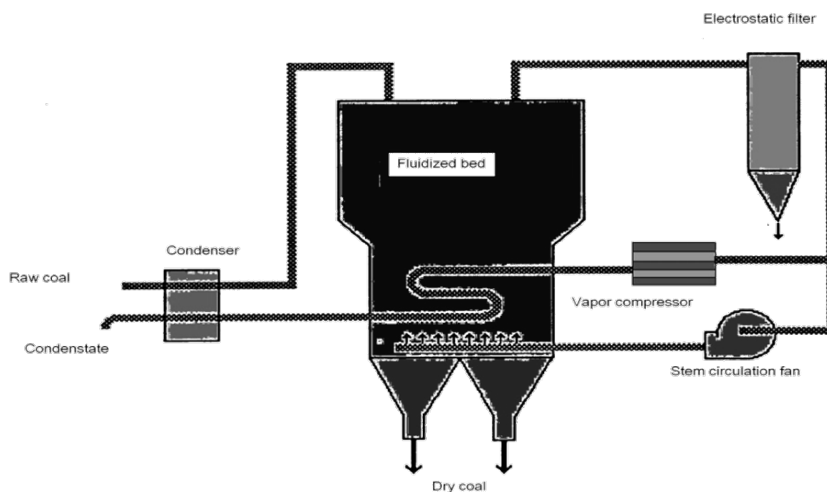 Electrostatic filter
Fluidized bed
Condenser
Raw coal
Vapor compressor
Condenstate
Stem circulation fan
Dry coal